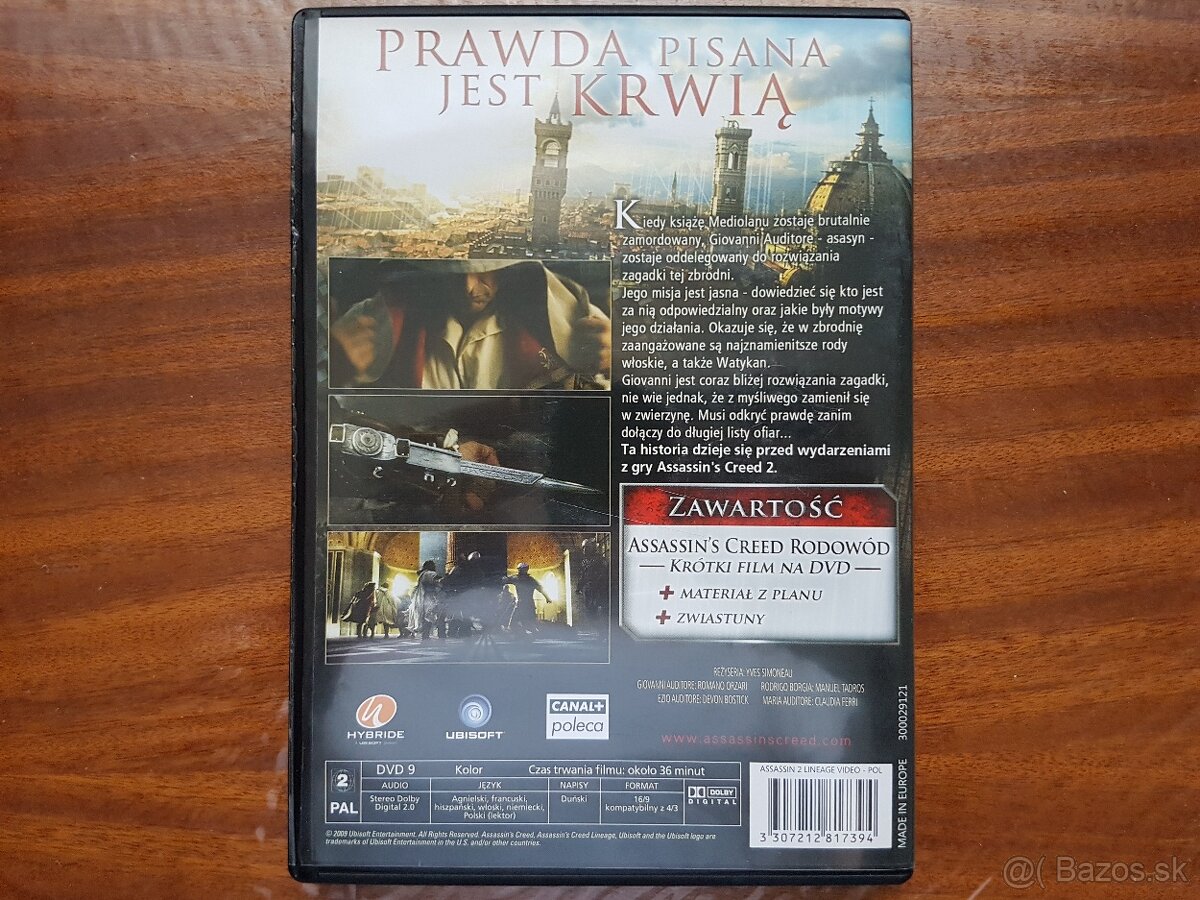 PRAWDA PISANA
JEST KRWIĄ
Kiedy książę Mediolanu zostaje brutalnie
zamordowany, Giovanni Auditore - asasyn -
zostaje oddelegowany do rozwiązania
zagadki tej zbrodni.
Jego misja jest jasna - dowiedzieć się kto jest
za nią odpowiedzialny oraz jakie były motywy
jego działania. Okazuje się, że w zbrodnię
zaangażowane są najznamienitsze rody
włoskie, a także Watykan.
Giovanni jest coraz bliżej rozwiązania zagadki,
nie wie jednak, że z myśliwego zamienił się
w zwierzynę. Musi odkryć prawdę zanim
dołączy do długiej listy ofiar...
Ta historia dzieje się przed wydarzeniami
z gry Assassin's Creed 2.
ZAWARTOŚĆ
ASSASSIN'S CREED RODOWÓD
KRÓTKI FILM NA DVD
+ MATERIAŁ Z PLANU
+ ZWIASTUNY
REŻYSERIA: YVES SIMONEAU
GIOVANNI AUDITORE: ROMANO ORZARI RODRIGO BORGIA: MANUEL TADROS
EZIO AUDITORE: DEVON BOSTICK MARIA AUDITORE: CLAUDIA FERRI
www.assassinscreed.com
HYBRIDE
A UBISOFT
UBISOFT
CANAL+
poleca
2
PAL
DVD 9 Kolor Czas trwania filmu: około 36 minut
AUDIO JĘZYK NAPISY FORMAT
Stereo Dolby
Digital 2.0
Agnielski, francuski,
hiszpański, włoski, niemiecki,
Polski (lektor)
Duński
16/9
kompatybilny z 4/3
DOLBY
DIGITAL
© 2009 Ubisoft Entertainment. All Rights Reserved. Assassin's Creed, Assassin's Creed Lineage, Ubisoft and the Ubisoft logo are
trademarks of Ubisoft Entertainment in the U.S. and/or other countries.
ASSASSIN 2 LINEAGE VIDEO - POL
3 307212 817394
MADE IN EUROPE 300029121
@( Bazos.sk